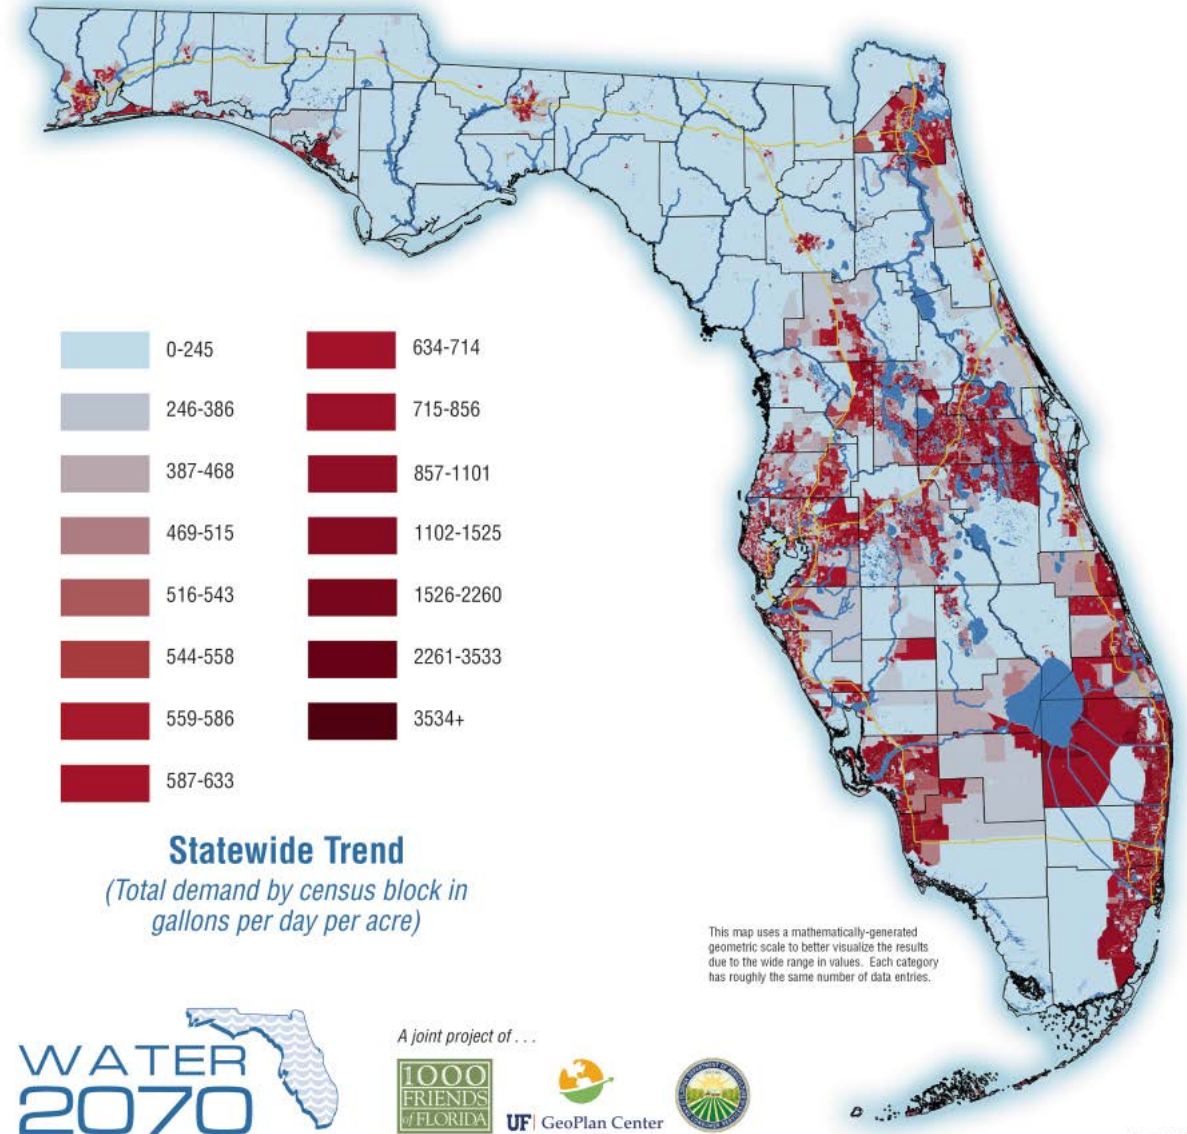 0-245
246-386
387-468
469-515
516-543
544-558
559-586
587-633
634-714
715-856
857-1101
1102-1525
1526-2260
2261-3533
3534+
Statewide Trend
(Total demand by census block in
gallons per day per acre)
This map uses a mathematically-generated
geometric scale to better visualize the results
due to the wide range in values. Each category
has roughly the same number of data entries.
WATER
2070
A joint project of . . .
1000
FRIENDS
of FLORIDA
UF GeoPlan Center